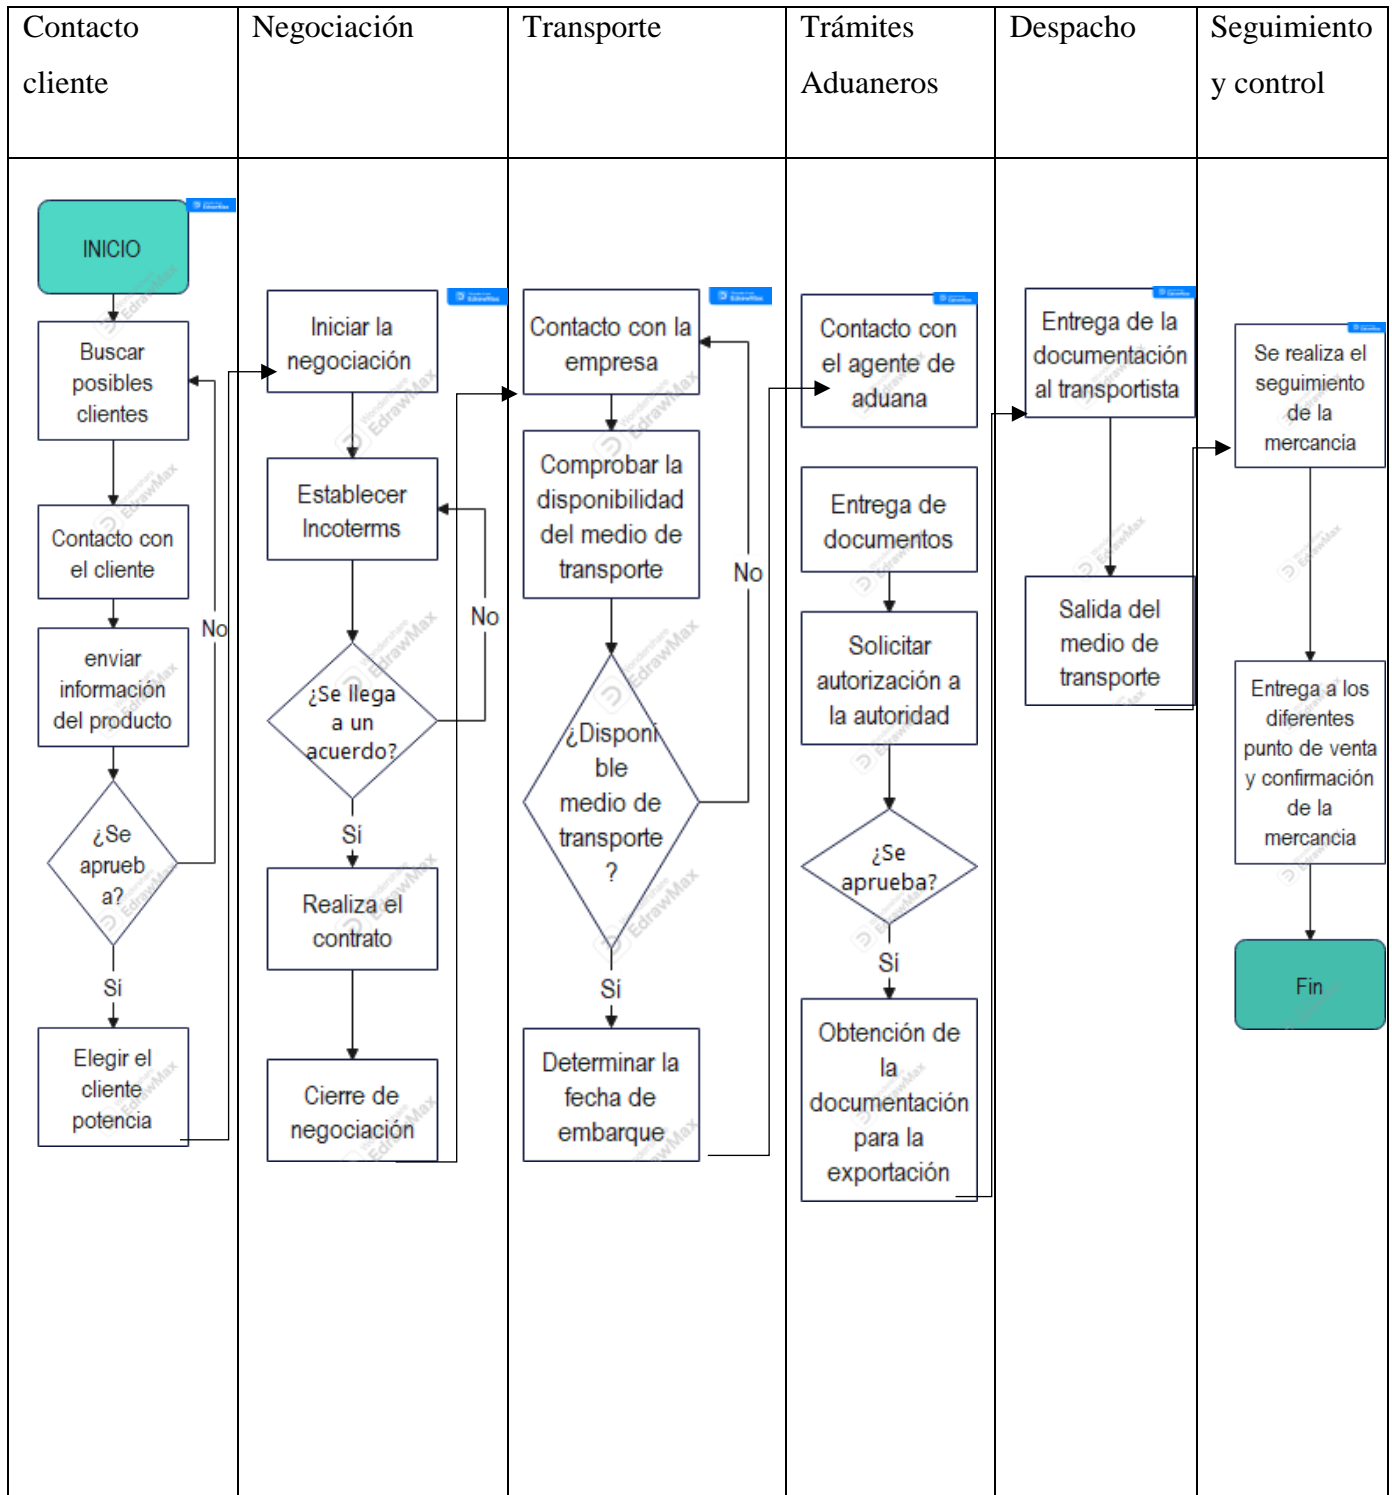 Contacto
cliente
Negociación
Transporte
Trámites
Aduaneros
Despacho
Seguimiento
y control
INICIO
Buscar
posibles
clientes
Contacto con
el cliente
No
enviar
información
del producto
¿Se
aprueb
a?
Sí
Elegir el
cliente
potencia
Iniciar la
negociación
Establecer
Incoterms
No
¿Se llega
a un
acuerdo?
Sí
Realiza el
contrato
Cierre de
negociación
Contacto con la
empresa
Comprobar la
disponibilidad
del medio de
transporte
No
¿Disponi
ble
medio de
transporte
?
Sí
Determinar la
fecha de
embarque
Contacto con
el agente de
aduana
Entrega de
documentos
Solicitar
autorización a
la autoridad
¿Se
aprueba?
Sí
Obtención de
la
documentación
para la
exportación
Entrega de la
documentación
al transportista
Salida del
medio de
transporte
Se realiza el
seguimiento
de la
mercancia
Entrega a los
diferentes
punto de venta
y confirmación
de la
mercancia
Fin
Wondershare
EdrawMax